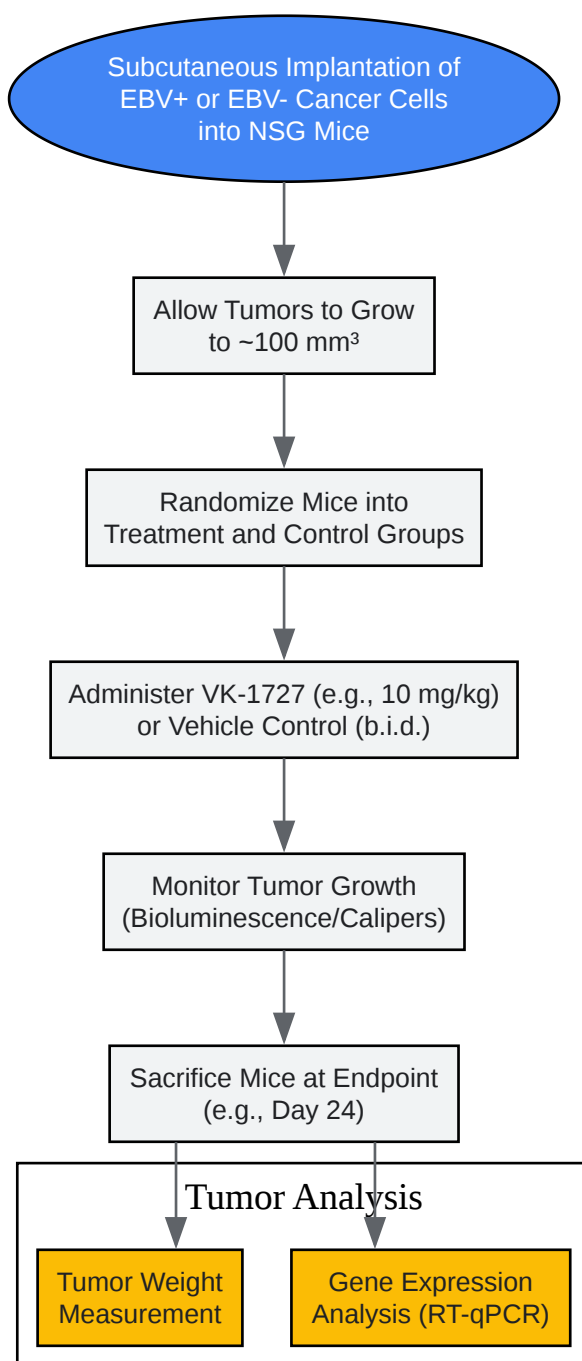 Subcutaneous Implantation of
EBV+ or EBV- Cancer Cells
into NSG Mice
Allow Tumors to Grow
to ~100 mm³
Randomize Mice into
Treatment and Control Groups
Administer VK-1727 (e.g., 10 mg/kg)
or Vehicle Control (b.i.d.)
Monitor Tumor Growth
(Bioluminescence/Calipers)
Sacrifice Mice at Endpoint
(e.g., Day 24)
Tumor Analysis
Tumor Weight
Measurement
Gene Expression
Analysis (RT-qPCR)